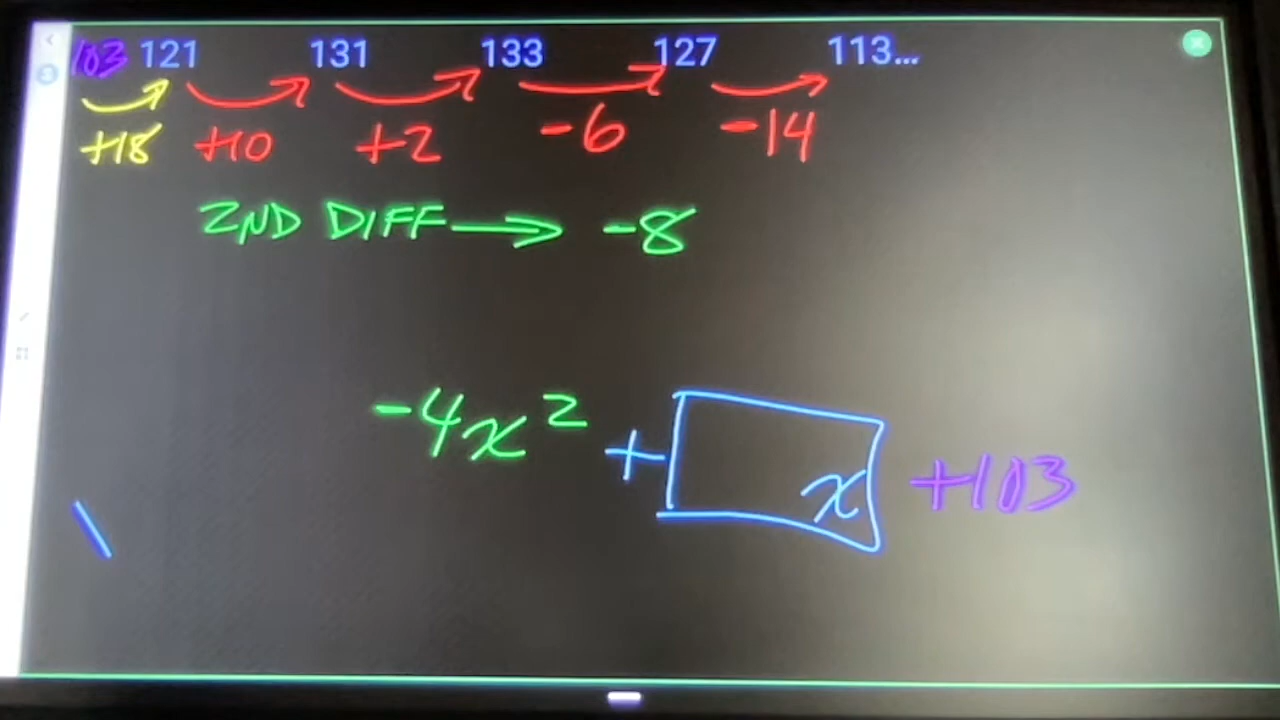 103 121 131 133 127 113...
+18 +10 +2 -6 -14
2ND DIFF → -8
-4x² + x +103